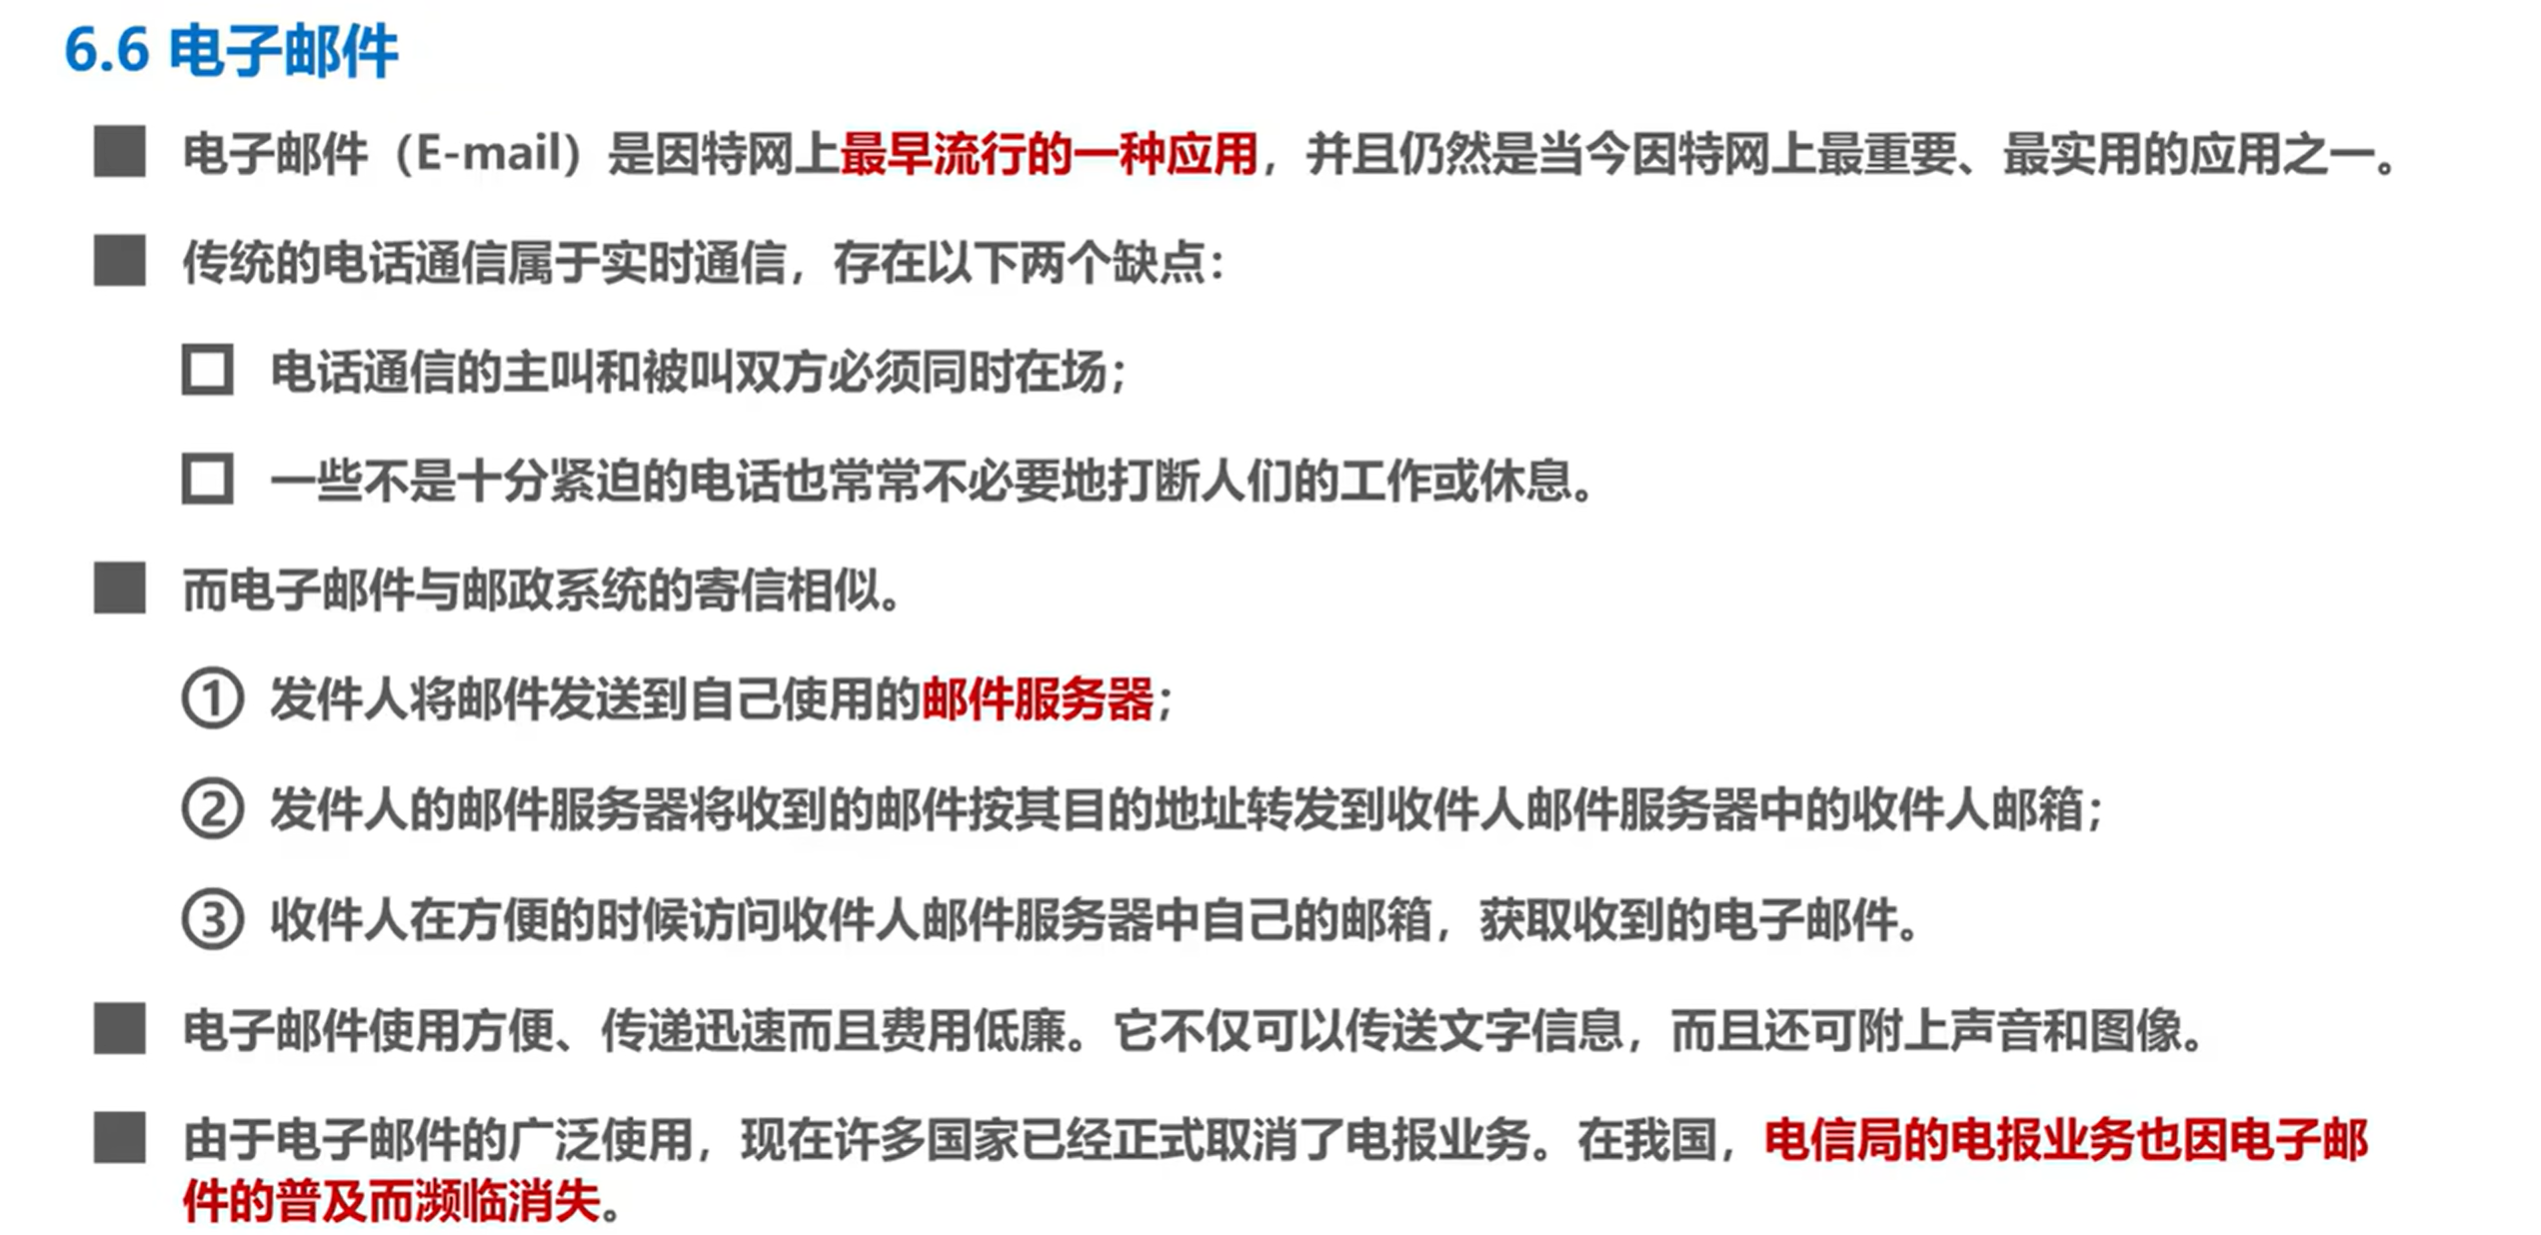 6.6 电子邮件
电子邮件（E-mail）是因特网上最早流行的一种应用，并且仍然是当今因特网上最重要、最实用的应用之一。
传统的电话通信属于实时通信，存在以下两个缺点：
电话通信的主叫和被叫双方必须同时在场；
一些不是十分紧迫的电话也常常不必要地打断人们的工作或休息。
而电子邮件与邮政系统的寄信相似。
① 发件人将邮件发送到自己使用的邮件服务器；
② 发件人的邮件服务器将收到的邮件按其目的地址转发到收件人邮件服务器中的收件人邮箱；
③ 收件人在方便的时候访问收件人邮件服务器中自己的邮箱，获取收到的电子邮件。
电子邮件使用方便、传递迅速而且费用低廉。它不仅可以传送文字信息，而且还可附上声音和图像。
由于电子邮件的广泛使用，现在许多国家已经正式取消了电报业务。在我国，电信局的电报业务也因电子邮
件的普及而濒临消失。